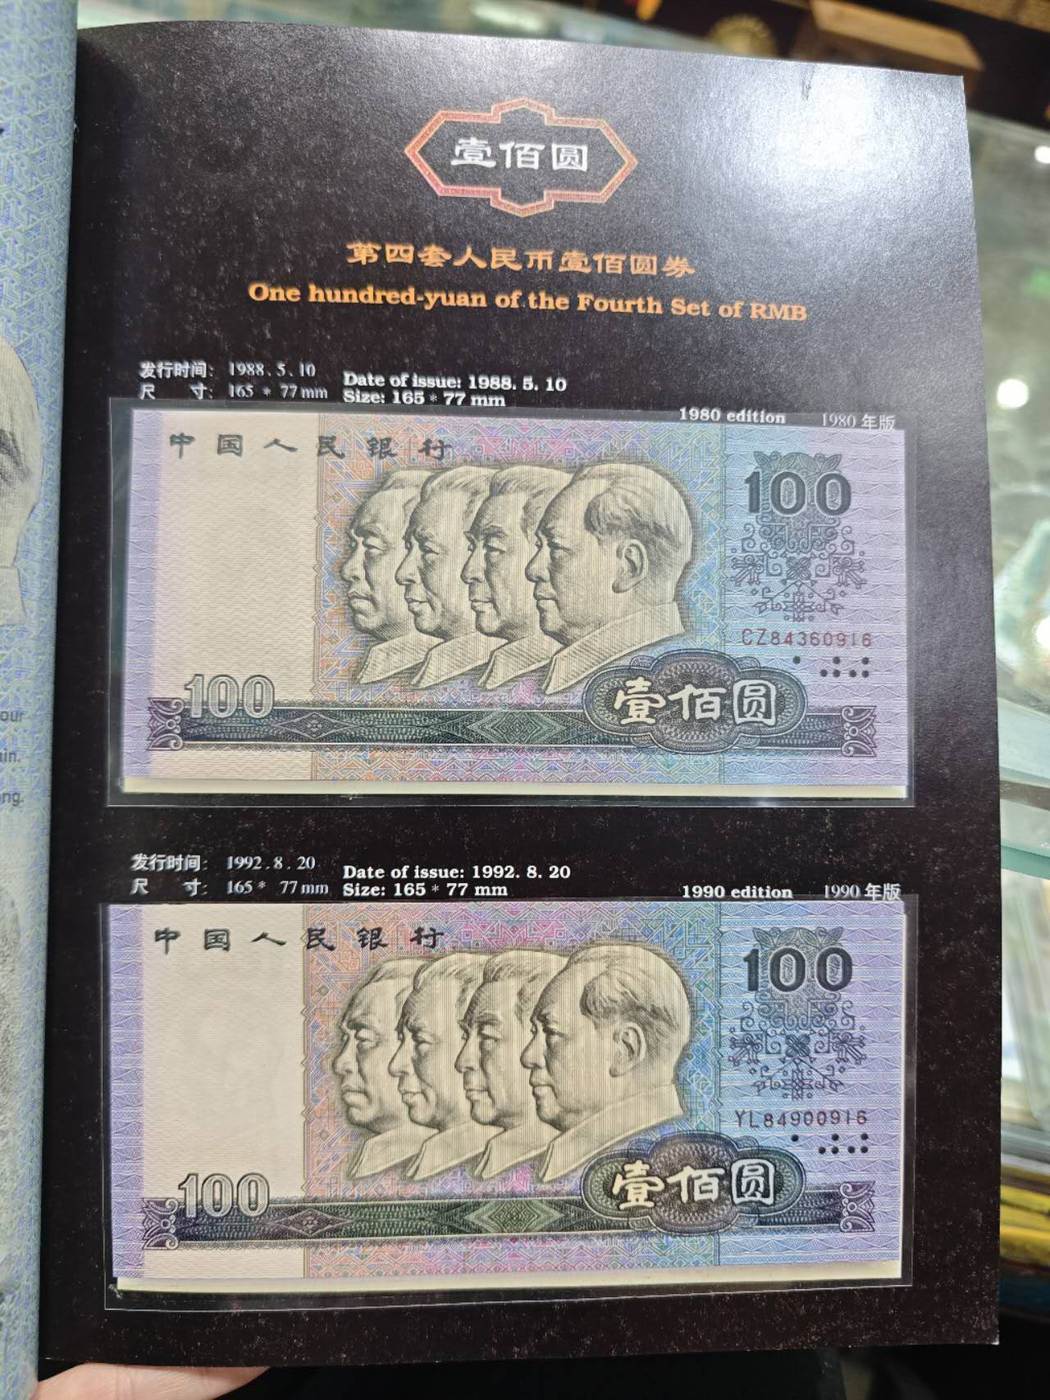 壹佰圆
第四套人民币壹佰圆券
One hundred-yuan of the Fourth Set of RMB
发行时间: 1988.5.10
Date of issue: 1988. 5. 10
尺 寸: 165 * 77 mm
Size: 165 * 77 mm
1980 edition 1980 年版
中国人民银行
100
CZ84360916
100
壹佰圆
发行时间: 1992.8.20
Date of issue: 1992. 8. 20
尺 寸: 165 * 77 mm
Size: 165 * 77 mm
1990 edition 1990 年版
中国人民银行
100
YL84900916
100
壹佰圆
our
in.
ng.